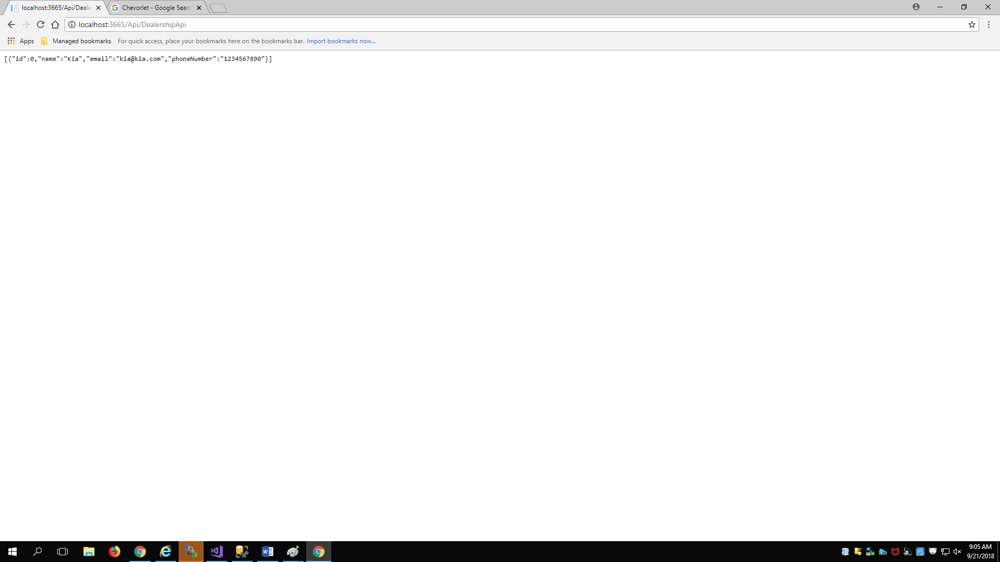 localhost:3665/Api/Deale
Chevorlet - Google Searc
localhost:3665/Api/DealershipApi
Apps
Managed bookmarks
For quick access, place your bookmarks here on the bookmarks bar. Import bookmarks now...
[{"id":0,"name":"Kia","email":"kia@kia.com","phoneNumber":"1234567890"}]
9:05 AM
9/21/2018